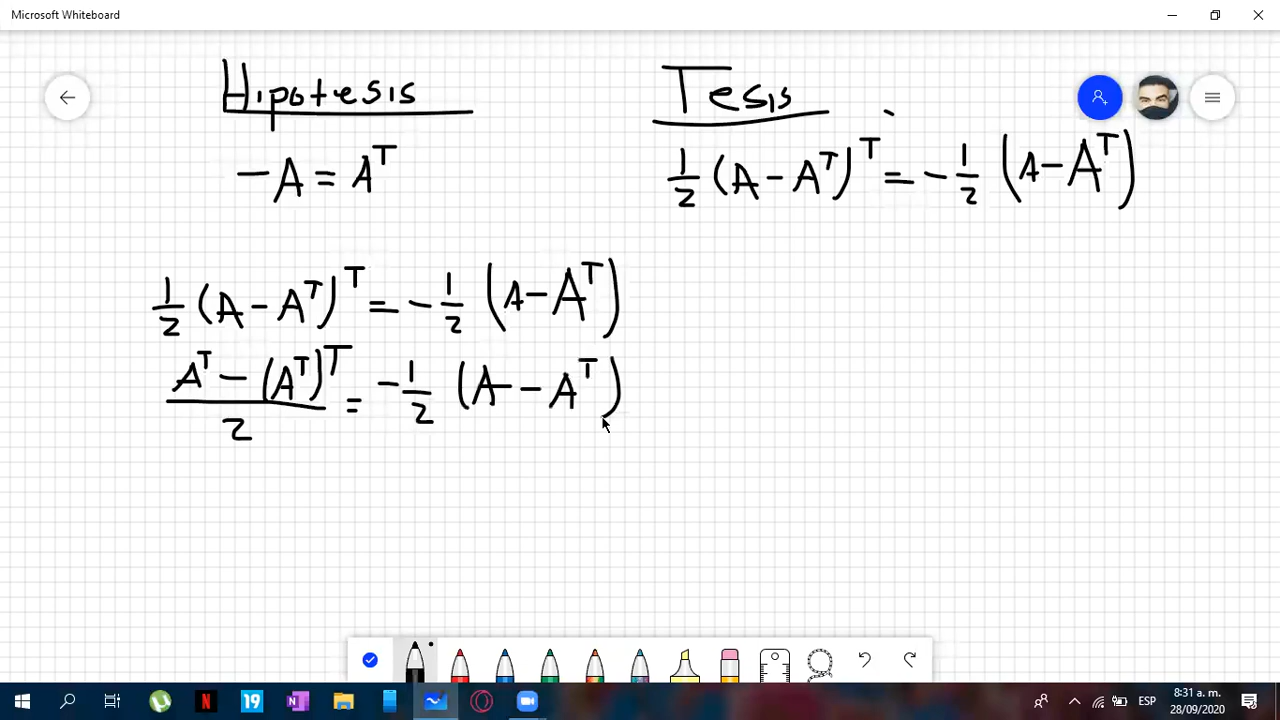 Microsoft Whiteboard
Hipotesis
Tesis
-A = A^T
1/2 (A - A^T)^T = - 1/2 (A - A^T)
1/2 (A - A^T)^T = - 1/2 (A - A^T)
A^T - (A^T)^T / 2 = - 1/2 (A - A^T)
N
19
ESP
8:31 a. m.
28/09/2020